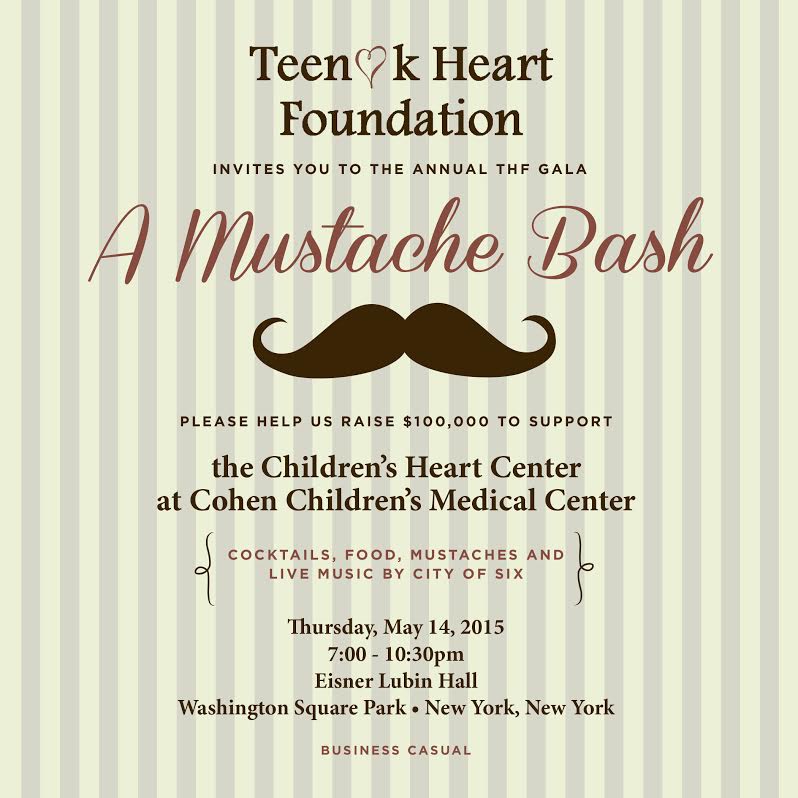 Teen♡k Heart
Foundation
INVITES YOU TO THE ANNUAL THF GALA
A Mustache Bash
PLEASE HELP US RAISE $100,000 TO SUPPORT
the Children's Heart Center
at Cohen Children's Medical Center
COCKTAILS, FOOD, MUSTACHES AND
LIVE MUSIC BY CITY OF SIX
Thursday, May 14, 2015
7:00 - 10:30pm
Eisner Lubin Hall
Washington Square Park • New York, New York
BUSINESS CASUAL